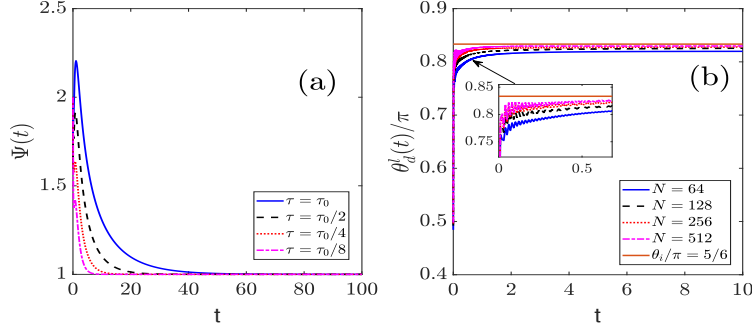 2.5
2
1.5
1
Ψ(t)
(a)
τ = τ₀
τ = τ₀/2
τ = τ₀/4
τ = τ₀/8
0 20 40 60 80 100
t
0.9
0.8
0.7
0.6
0.5
0.4
θₗᵈ(t)/π
(b)
0.85
0.8
0.75
0 0.5
N = 64
N = 128
N = 256
N = 512
θᵢ/π = 5/6
0 2 4 6 8 10
t